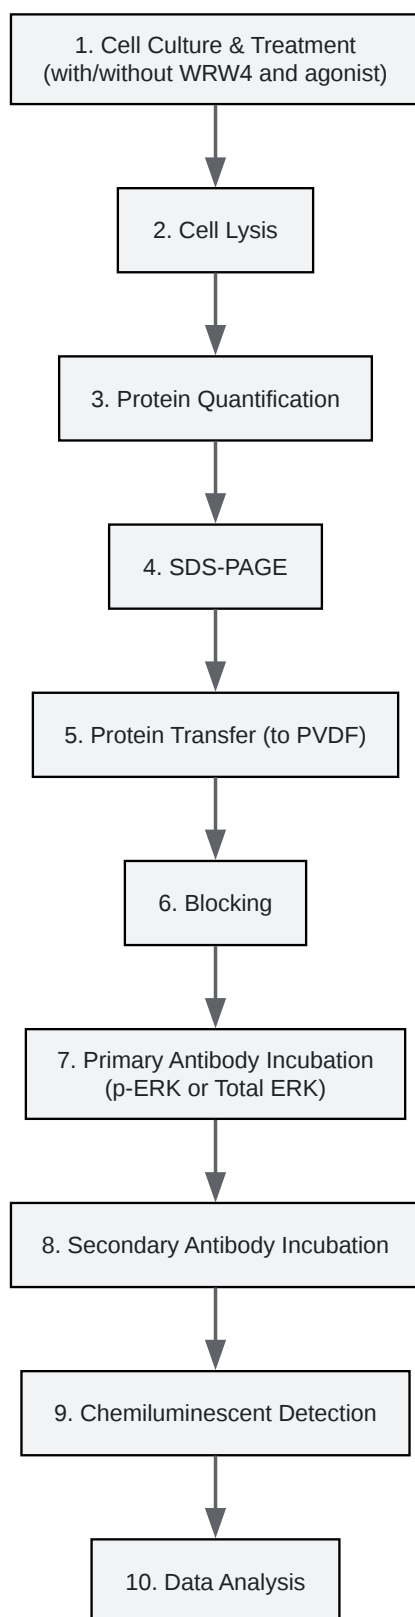 1. Cell Culture & Treatment
(with/without WRW4 and agonist)
2. Cell Lysis
3. Protein Quantification
4. SDS-PAGE
5. Protein Transfer (to PVDF)
6. Blocking
7. Primary Antibody Incubation
(p-ERK or Total ERK)
8. Secondary Antibody Incubation
9. Chemiluminescent Detection
10. Data Analysis